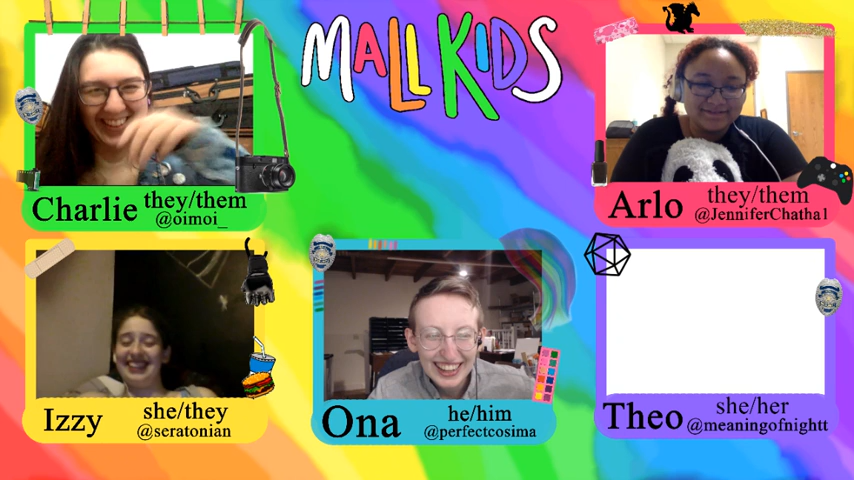 MALL KIDS
Charlie they/them
@oimoi_
Arlo they/them
@JenniferChatha1
Izzy she/they
@seratonian
Ona he/him
@perfectcosima
Theo she/her
@meaningofnightt